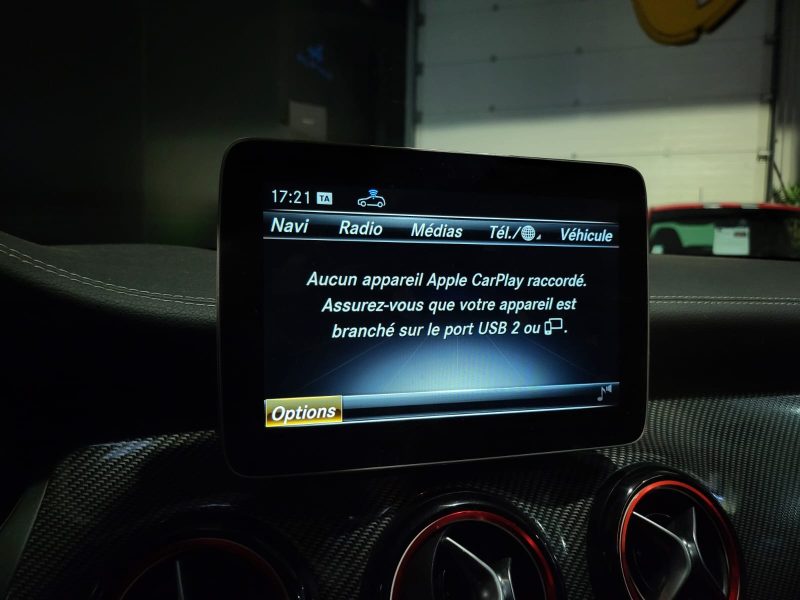 17:21 TA
Navi Radio Médias Tél./ Véhicule
Aucun appareil Apple CarPlay raccordé.
Assurez-vous que votre appareil est
branché sur le port USB 2 ou .
Options